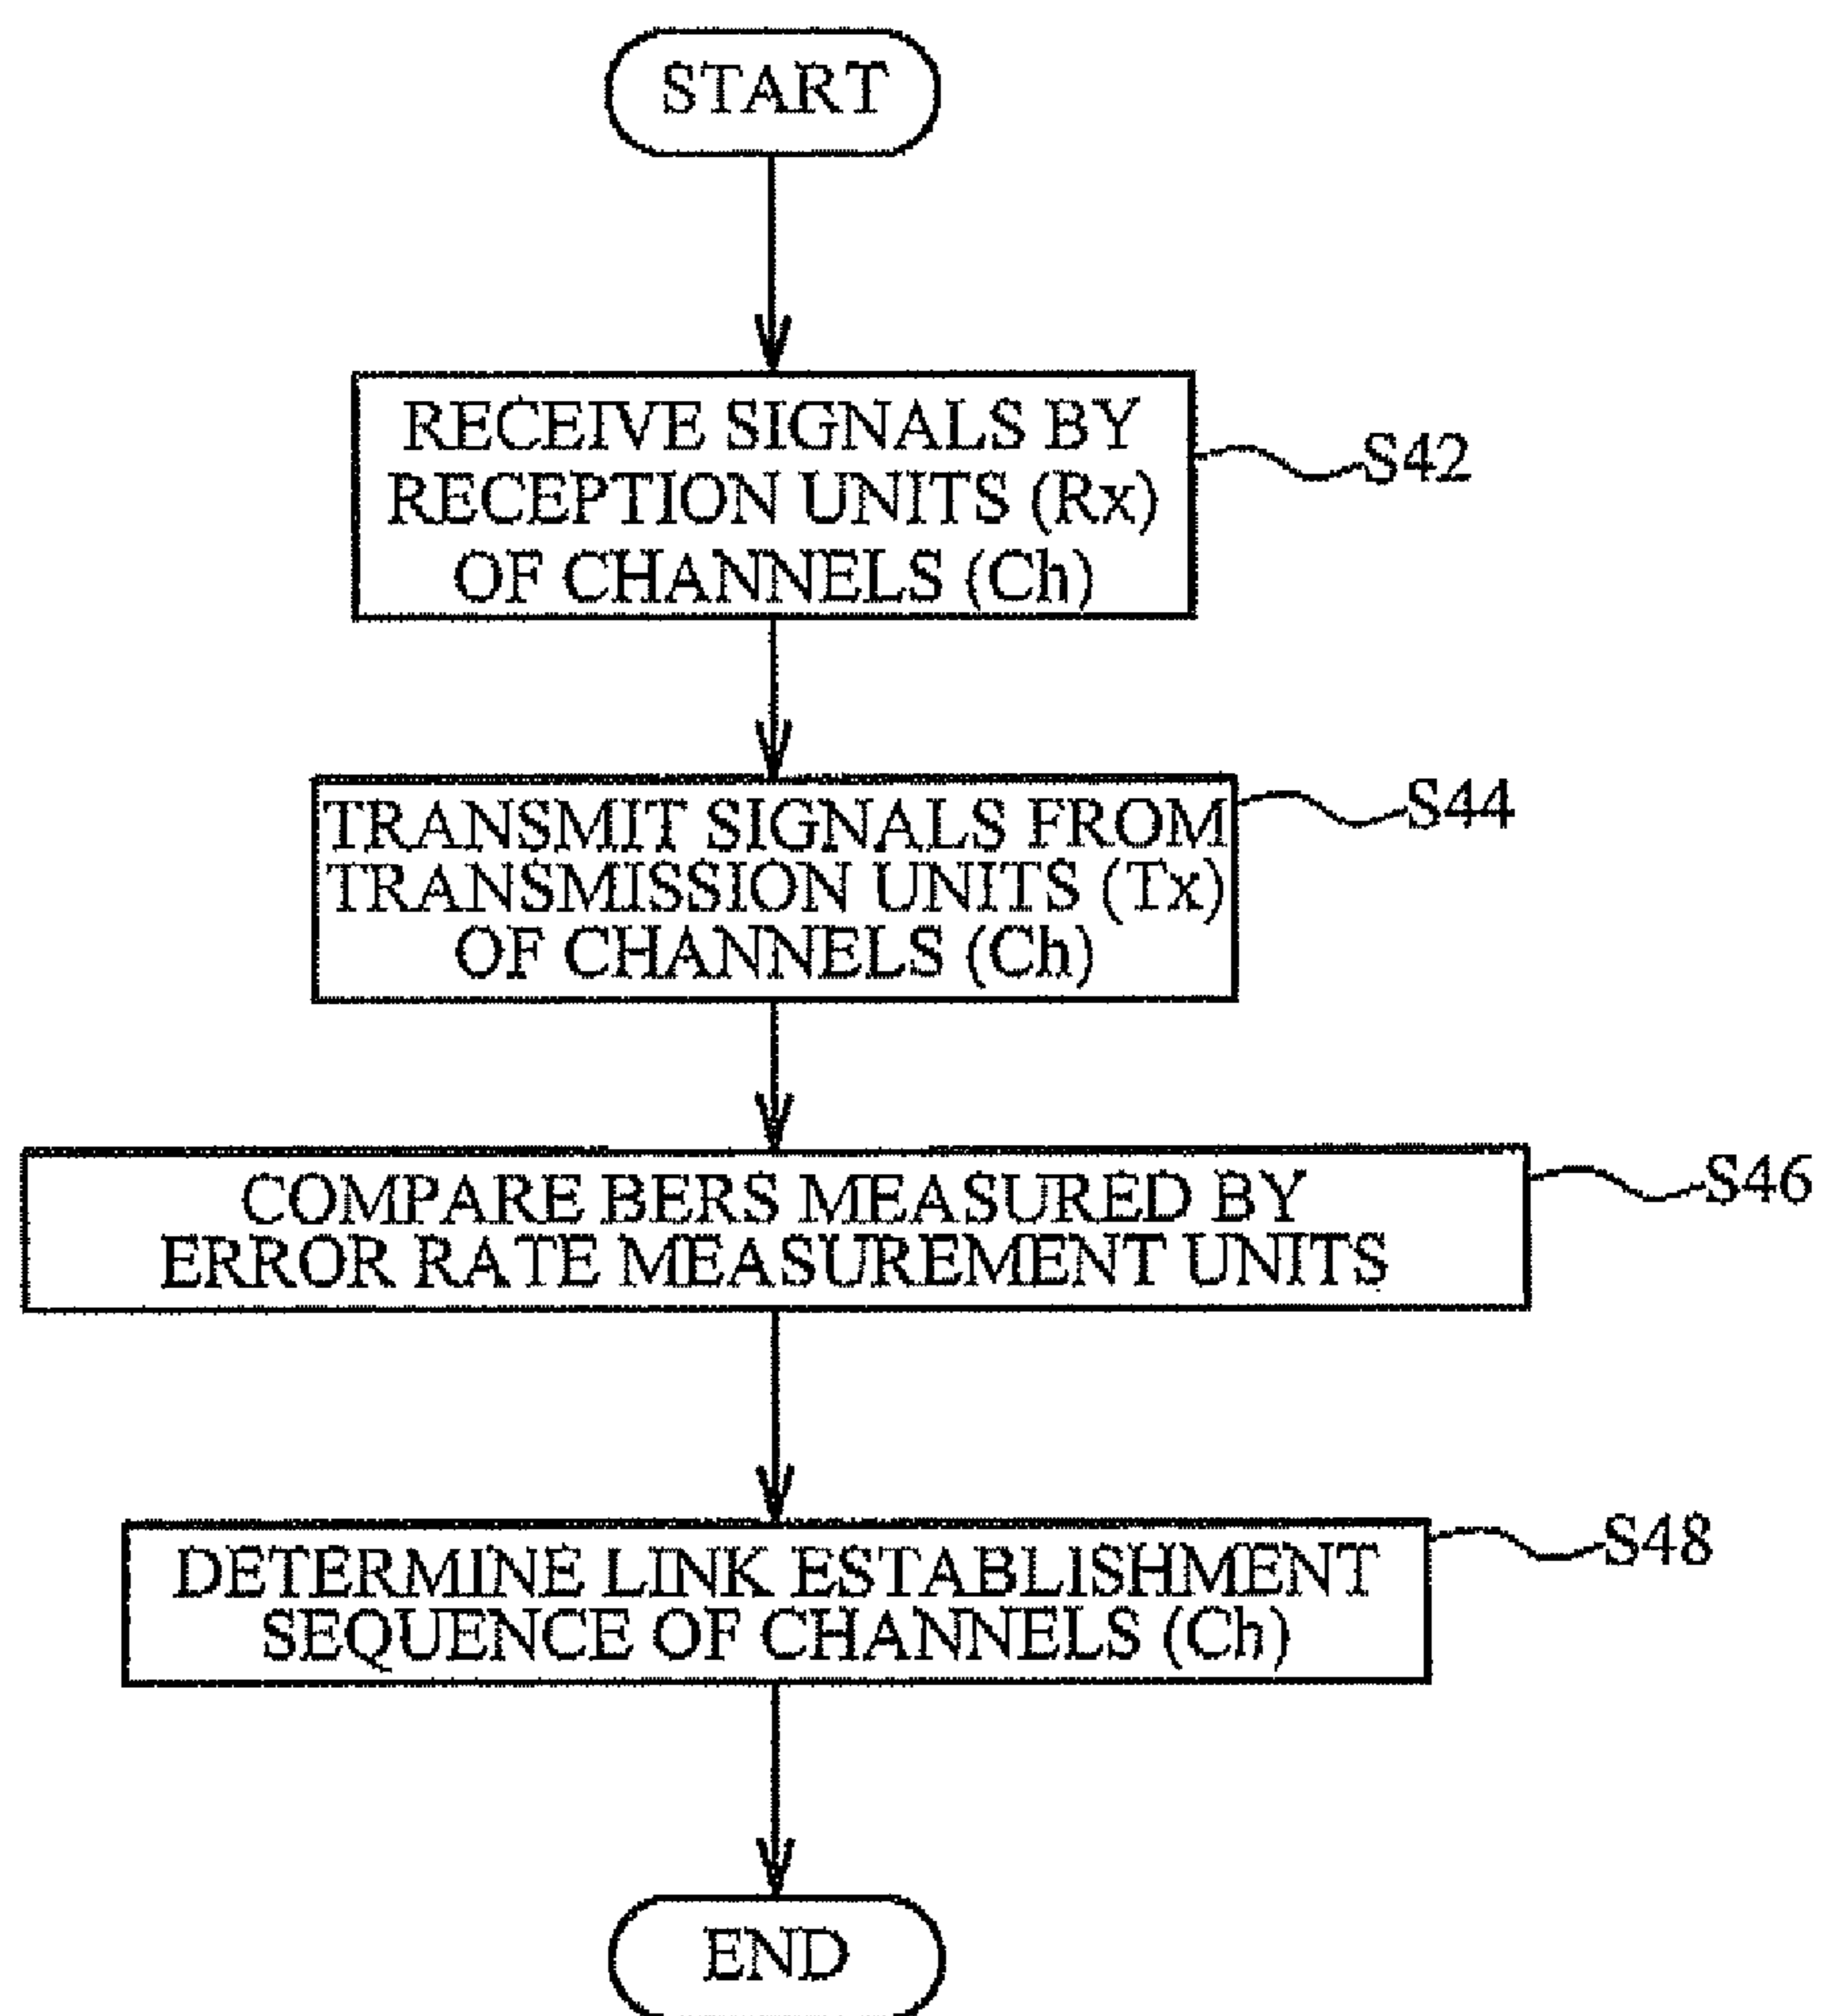 START
RECEIVE SIGNALS BY
RECEPTION UNITS (Rx)
OF CHANNELS (Ch)
S42
TRANSMIT SIGNALS FROM
TRANSMISSION UNITS (Tx)
OF CHANNELS (Ch)
S44
COMPARE BERS MEASURED BY
ERROR RATE MEASUREMENT UNITS
S46
DETERMINE LINK ESTABLISHMENT
SEQUENCE OF CHANNELS (Ch)
S48
END